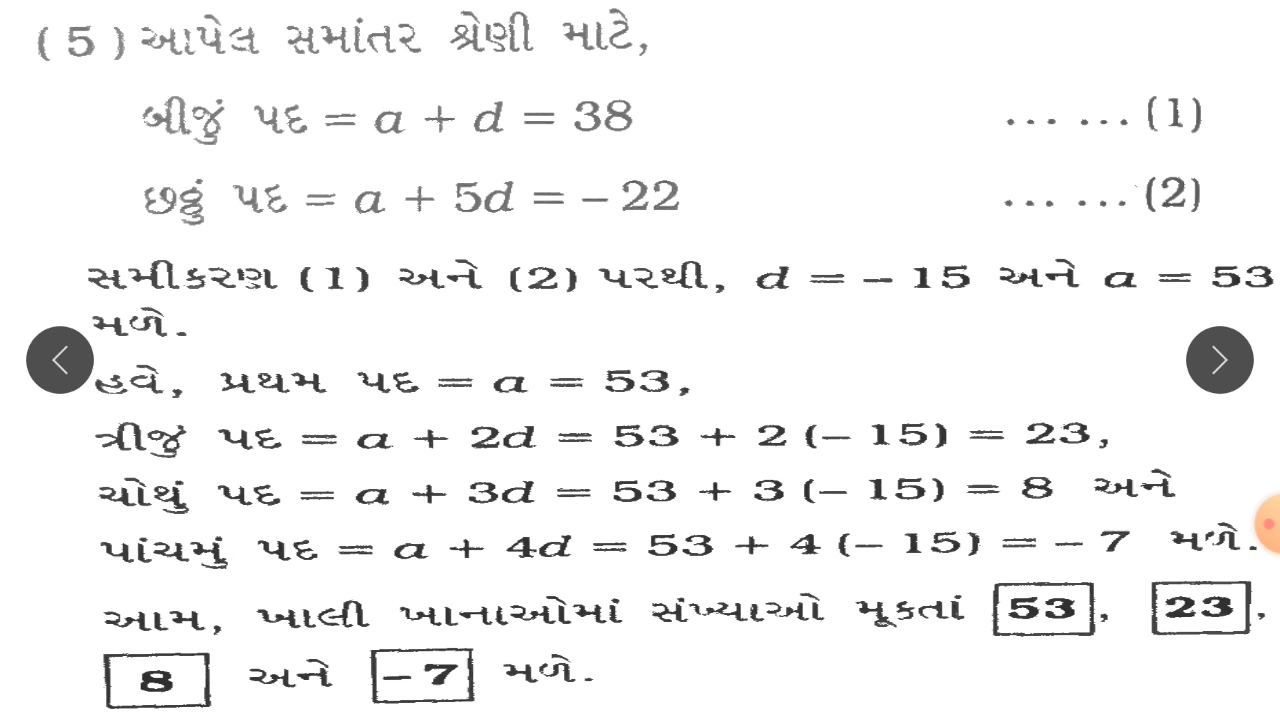 ( 5 ) આપેલ સમાંતર શ્રેણી માટે,
બીજું પદ = a + d = 38 ... ... (1)
છઠ્ઠું પદ = a + 5d = – 22 ... ... (2)
સમીકરણ (1) અને (2) પરથી, d = – 15 અને a = 53
મળે.
હવે, પ્રથમ પદ = a = 53,
ત્રીજું પદ = a + 2d = 53 + 2 (– 15) = 23,
ચોથું પદ = a + 3d = 53 + 3 (– 15) = 8 અને
પાંચમું પદ = a + 4d = 53 + 4 (– 15) = – 7 મળે.
આમ, ખાલી ખાનાઓમાં સંખ્યાઓ મૂકતાં 53, 23,
8 અને – 7 મળે.